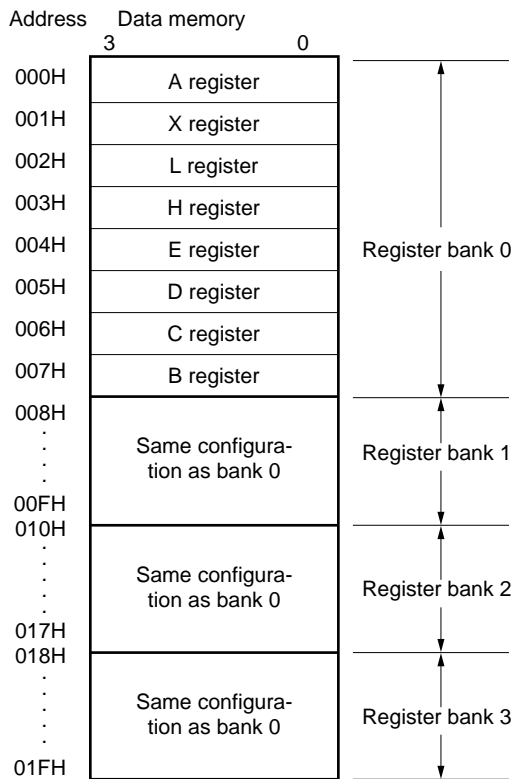 Address Data memory
3 0
000H A register
001H X register
002H L register
003H H register
004H E register Register bank 0
005H D register
006H C register
007H B register
008H
Same configura-
tion as bank 0
Register bank 1
00FH
010H
Same configura-
tion as bank 0
Register bank 2
017H
018H
Same configura-
tion as bank 0
Register bank 3
01FH